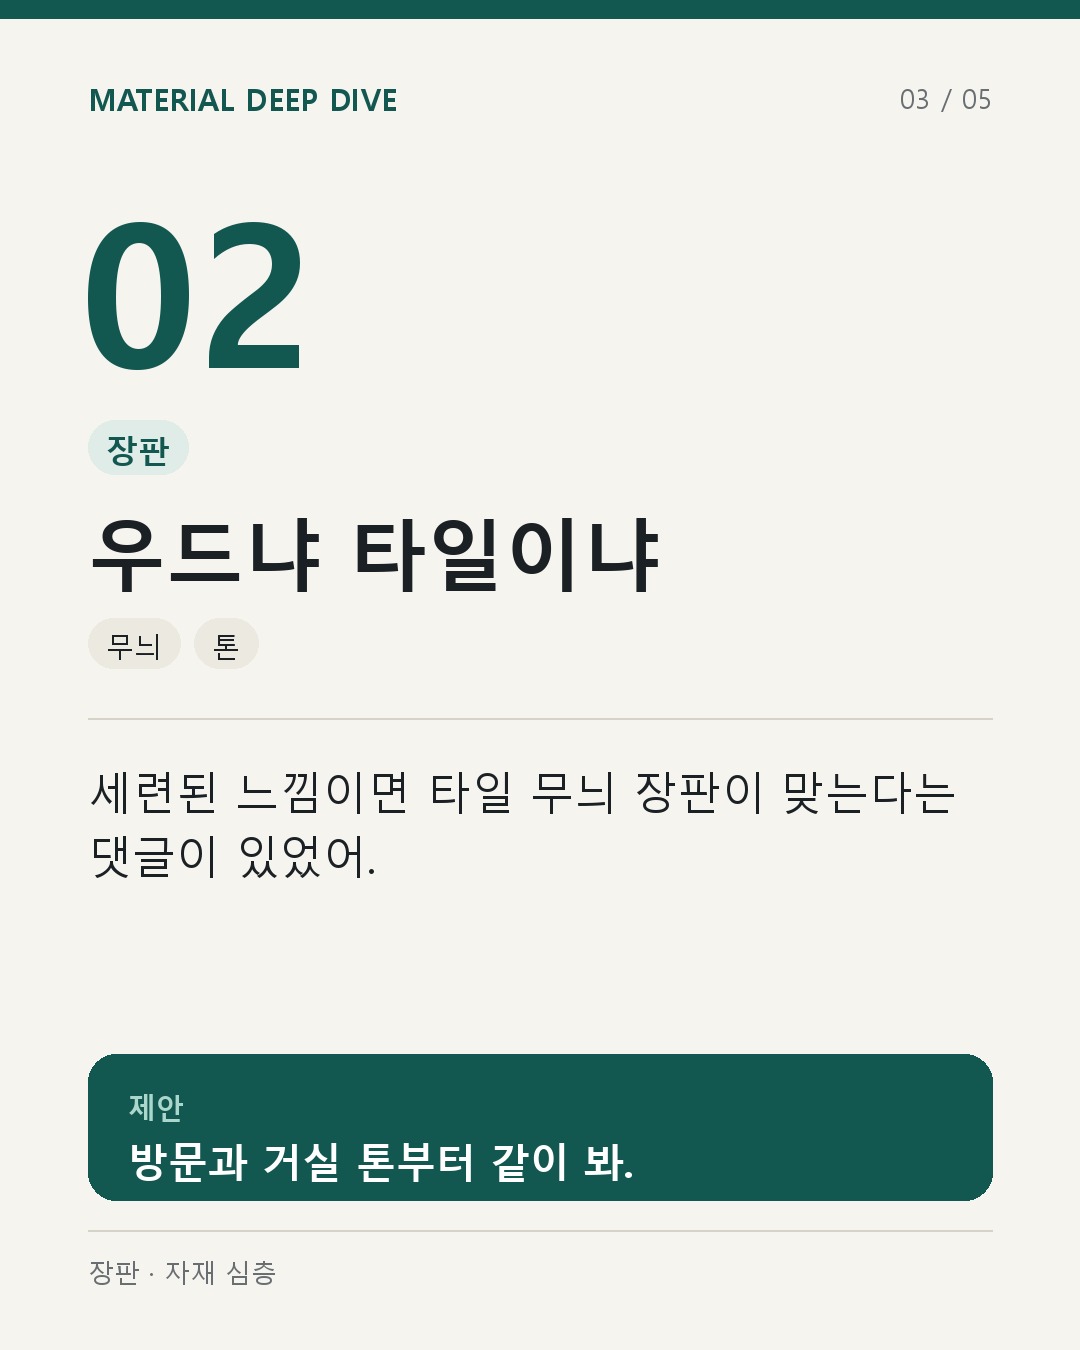 MATERIAL DEEP DIVE
03 / 05
02
장판
우드냐 타일이냐
무늬 톤
세련된 느낌이면 타일 무늬 장판이 맞는다는
댓글이 있었어.
제안
방문과 거실 톤부터 같이 봐.
장판 · 자재 심층